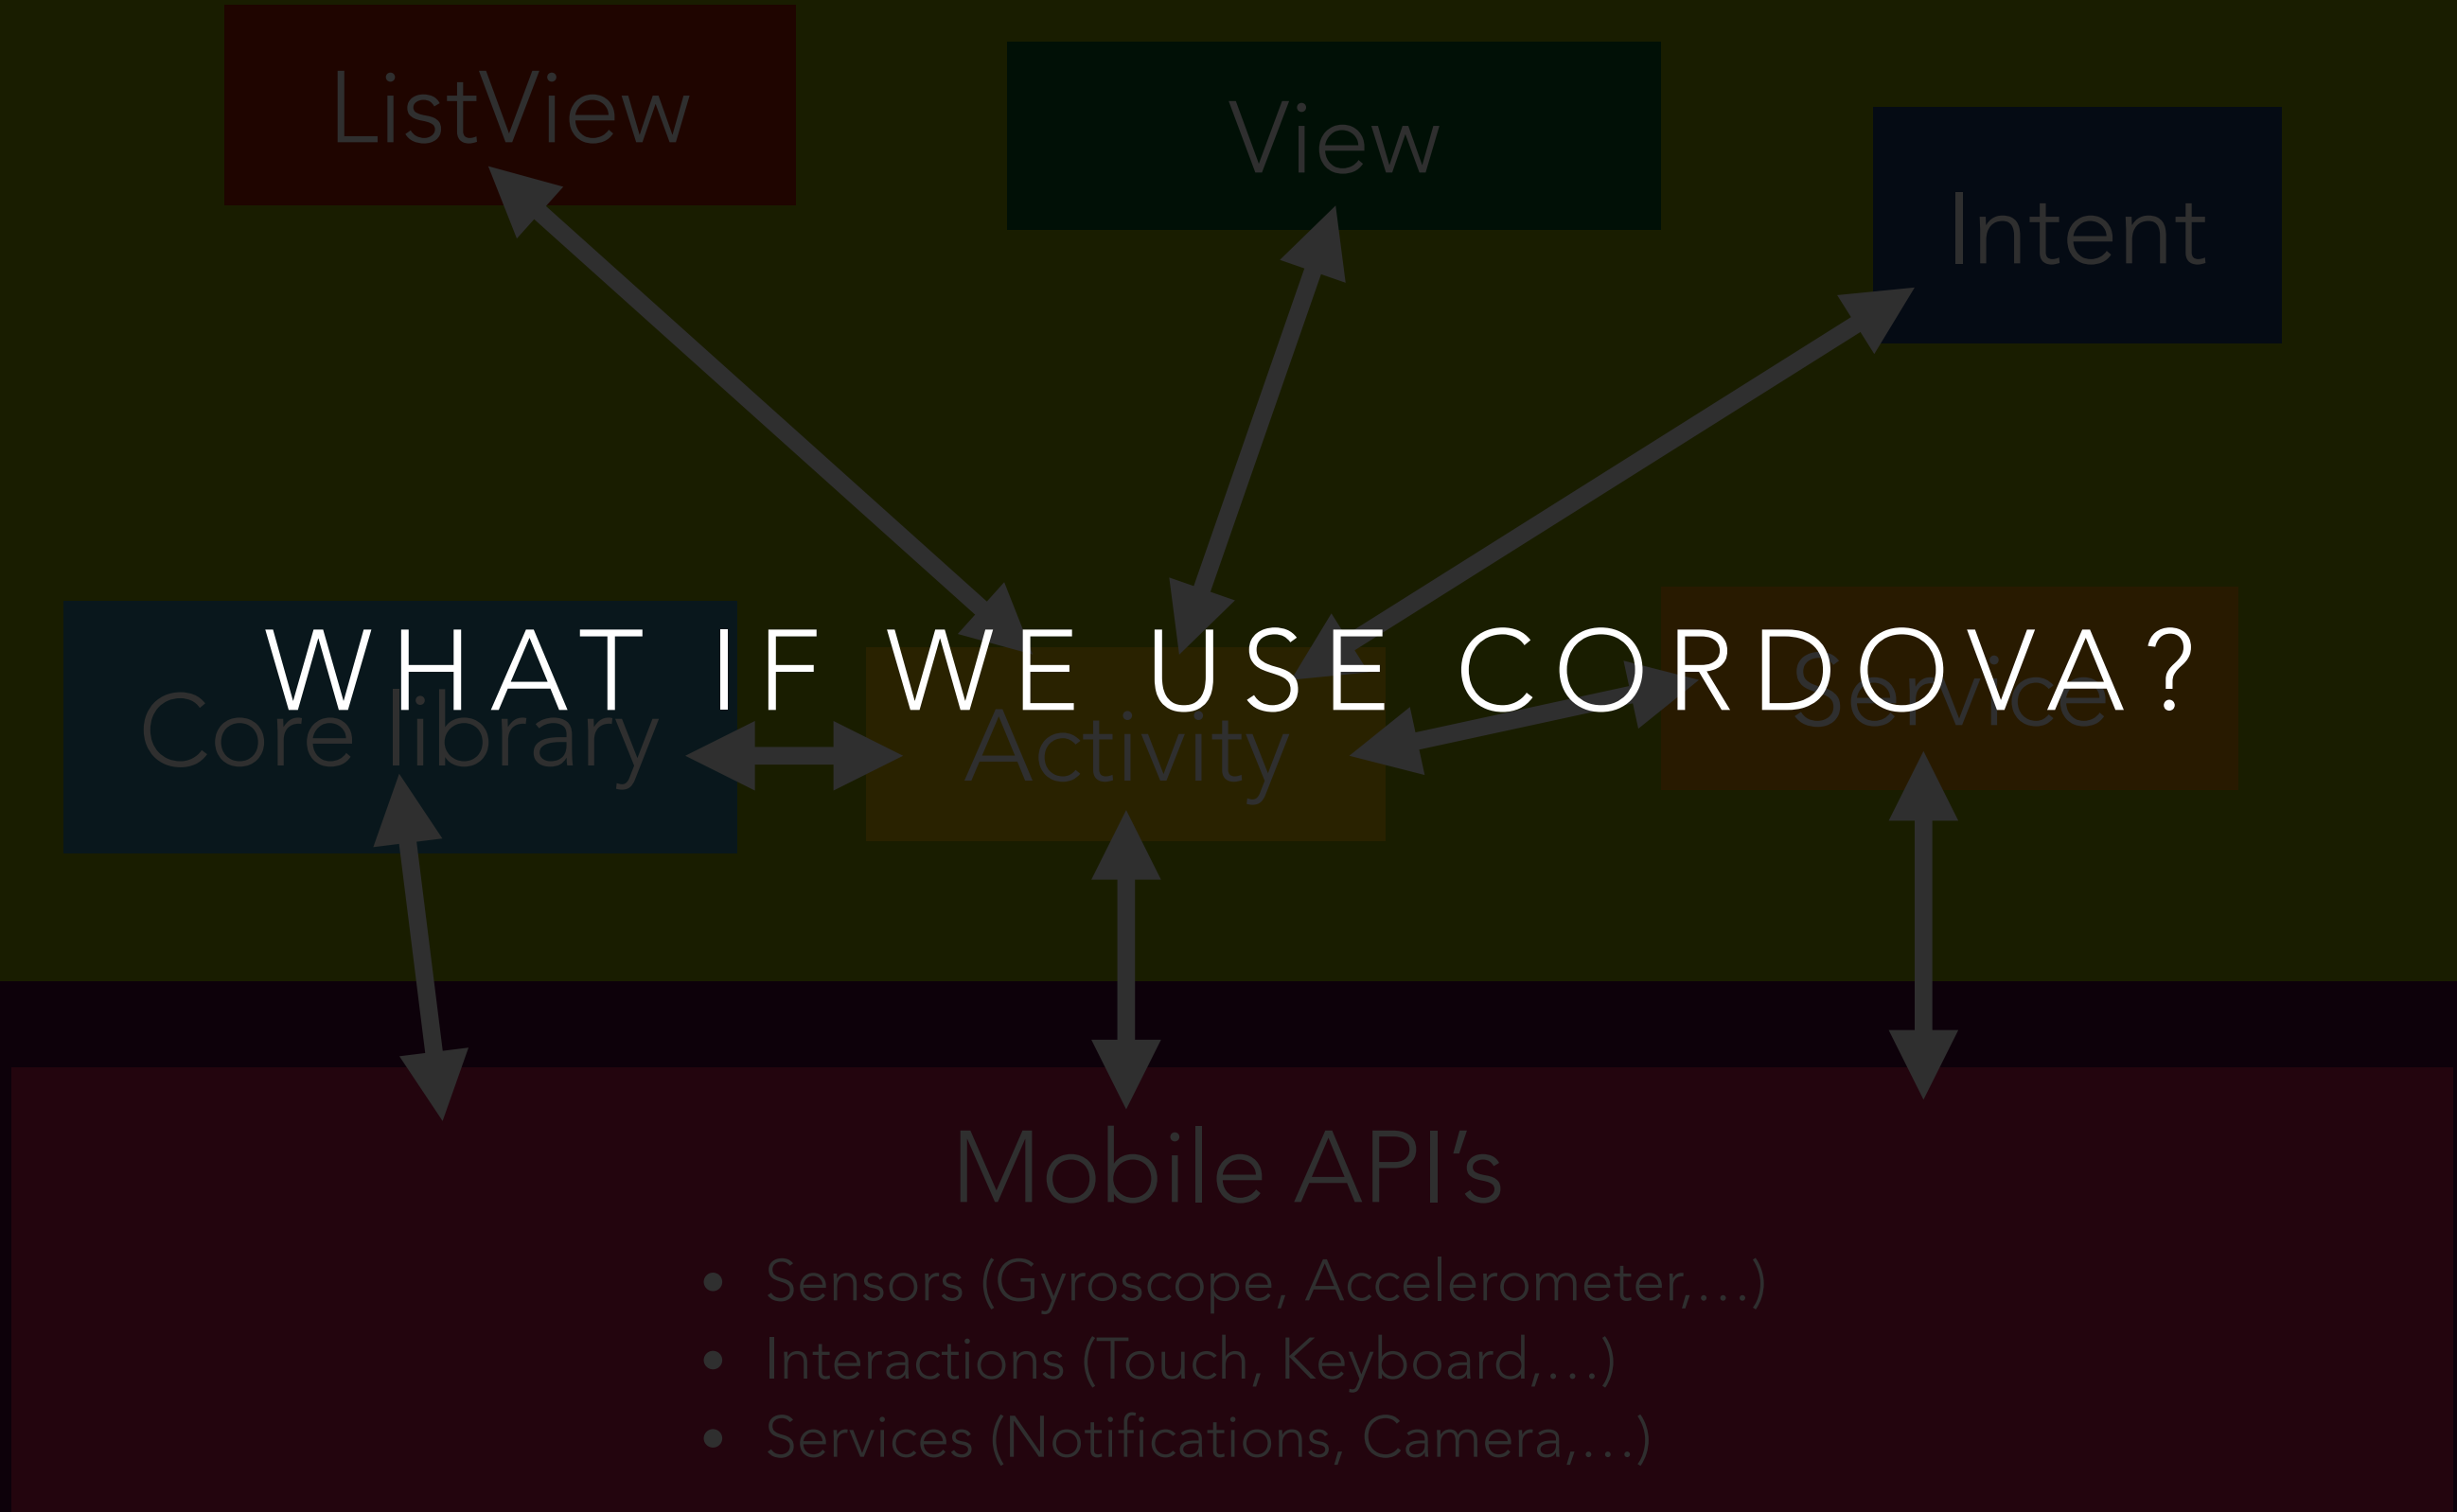 ListView
View
Intent
WHAT IF WE USE CORDOVA?
Core library
Activity
Service
Mobile API’s
● Sensors (Gyroscope, Accelerometer,...)
● Interactions (Touch, Keyboard,...)
● Services (Notifications, Camera,...)